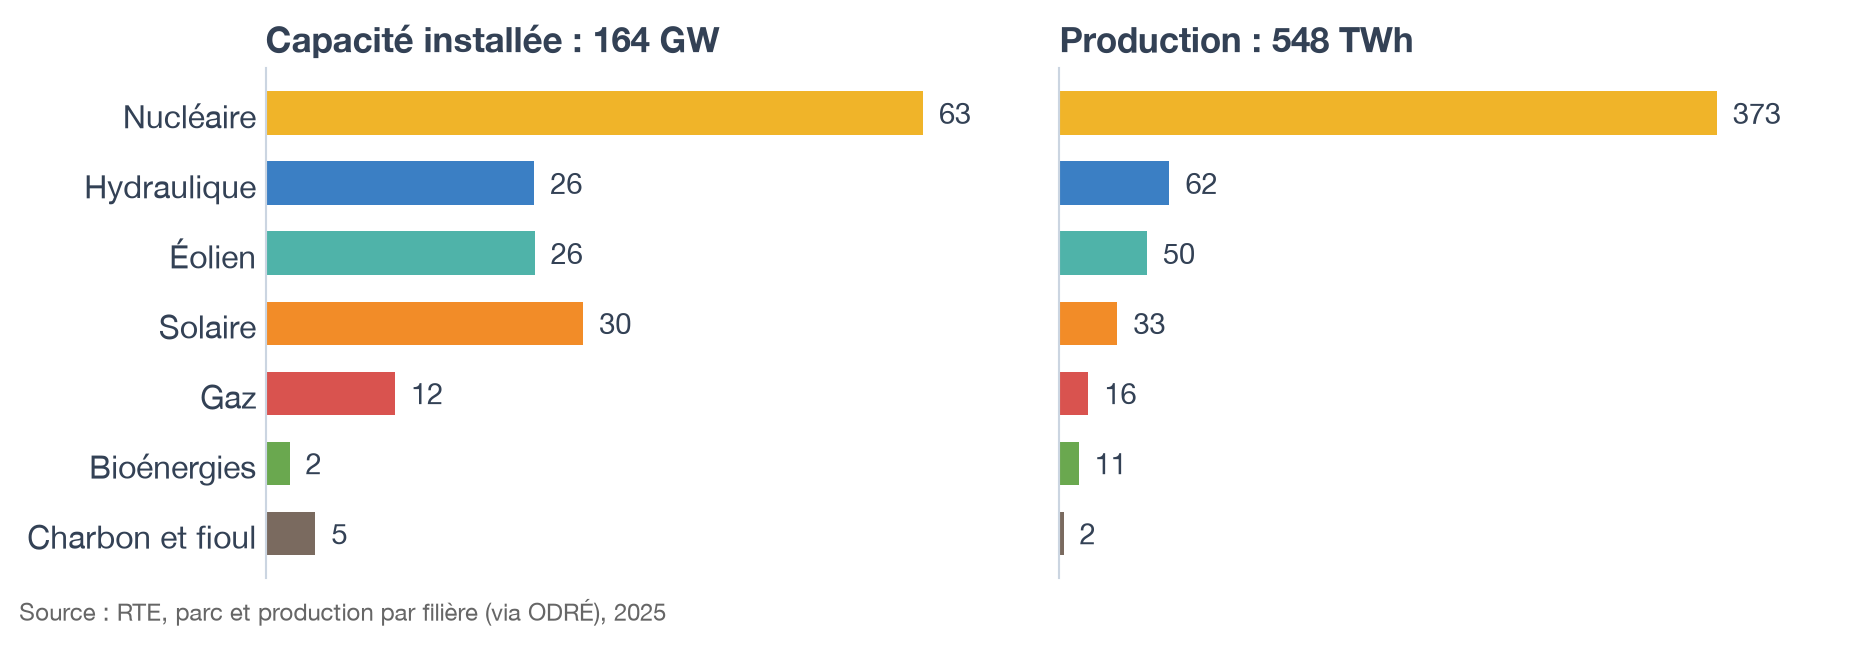 Capacité installée : 164 GW
Nucléaire 63
Hydraulique 26
Éolien 26
Solaire 30
Gaz 12
Bioénergies 2
Charbon et fioul 5
Production : 548 TWh
373
62
50
33
16
11
2
Source : RTE, parc et production par filière (via ODRÉ), 2025